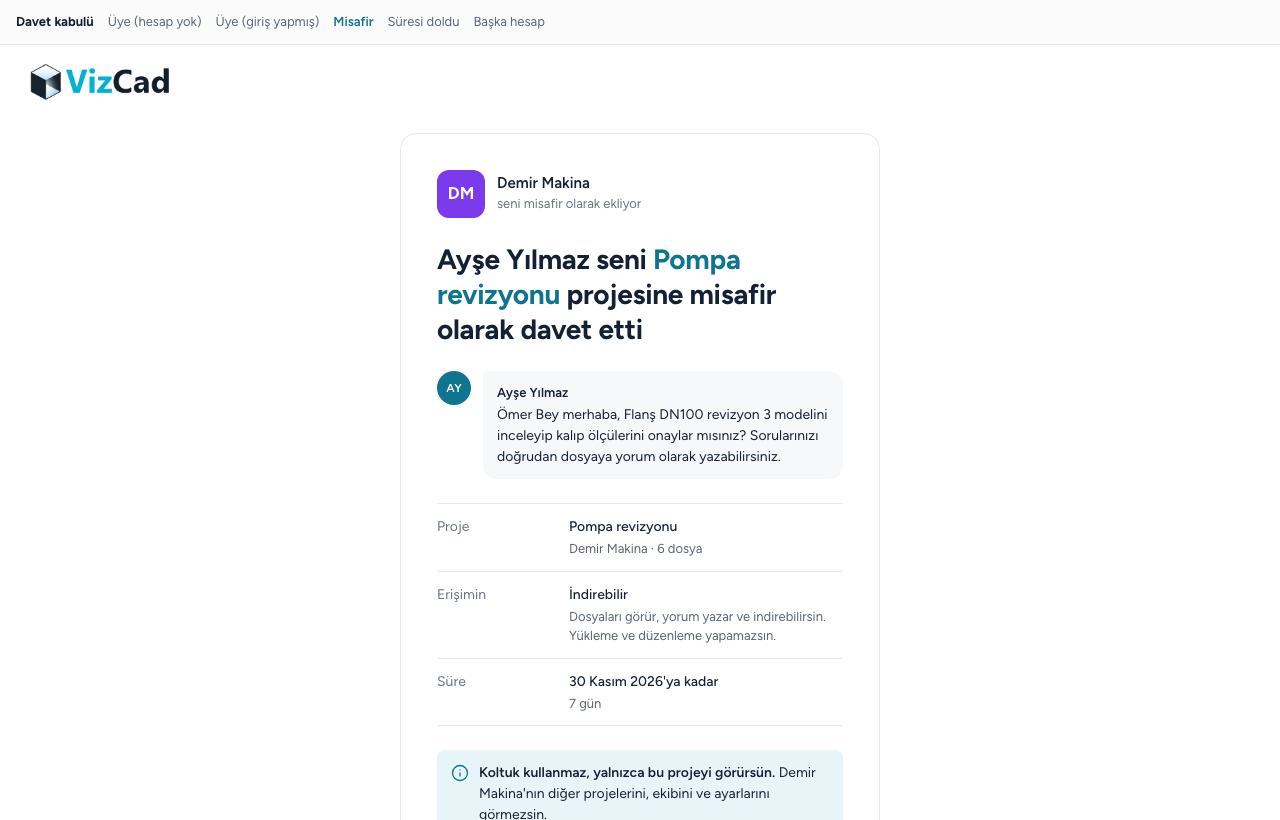 Davet kabulü Üye (hesap yok) Üye (giriş yapmış) Misafir Süresi doldu Başka hesap
VizCad
DM
Demir Makina
seni misafir olarak ekliyor
Ayşe Yılmaz seni Pompa
revizyonu projesine misafir
olarak davet etti
AY
Ayşe Yılmaz
Ömer Bey merhaba, Flanş DN100 revizyon 3 modelini
inceleyip kalıp ölçülerini onaylar mısınız? Sorularınızı
doğrudan dosyaya yorum olarak yazabilirsiniz.
Proje Pompa revizyonu
Demir Makina · 6 dosya
Erişimin İndirebilir
Dosyaları görür, yorum yazar ve indirebilirsin.
Yükleme ve düzenleme yapamazsın.
Süre 30 Kasım 2026'ya kadar
7 gün
Koltuk kullanmaz, yalnızca bu projeyi görürsün. Demir
Makina'nın diğer projelerini, ekibini ve ayarlarını
görmezsin.